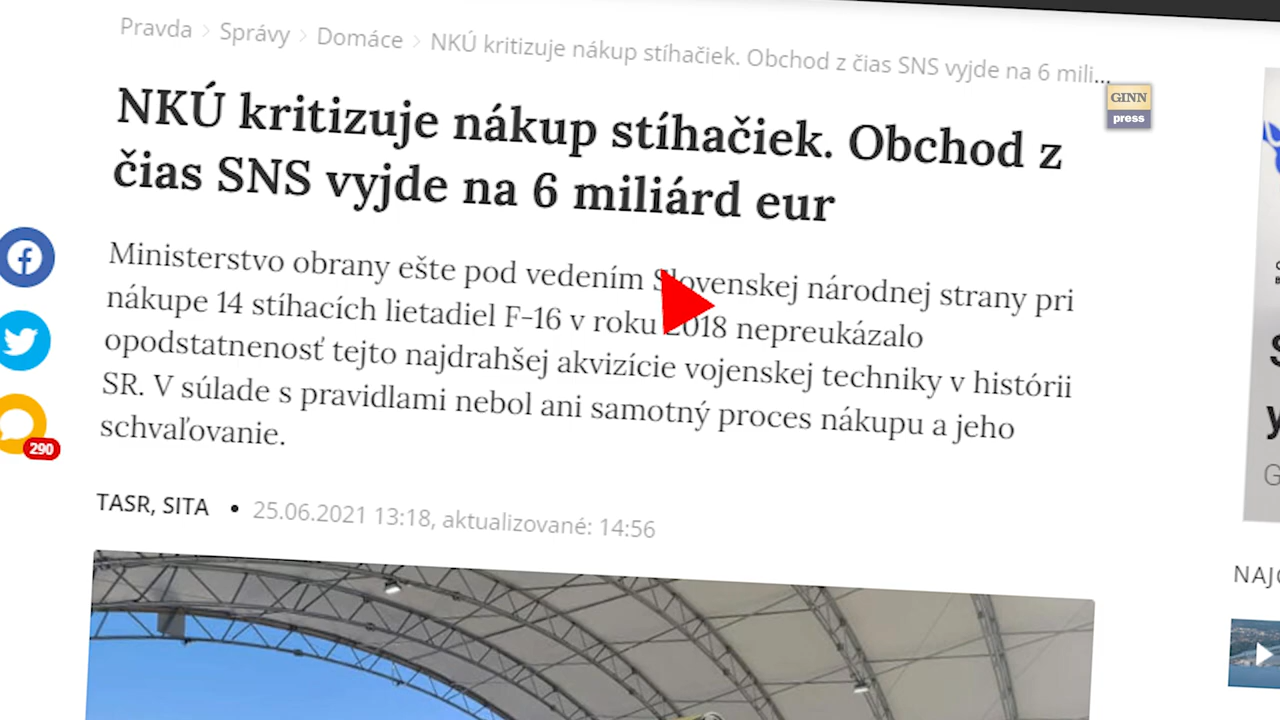 Pravda > Správy > Domáce > NKÚ kritizuje nákup stíhačiek. Obchod z čias SNS vyjde na 6 mili...
GINN
press
NKÚ kritizuje nákup stíhačiek. Obchod z
čias SNS vyjde na 6 miliárd eur
Ministerstvo obrany ešte pod vedením Slovenskej národnej strany pri
nákupe 14 stíhacích lietadiel F-16 v roku 2018 nepreukázalo
opodstatnenosť tejto najdrahšej akvizície vojenskej techniky v histórii
SR. V súlade s pravidlami nebol ani samotný proces nákupu a jeho
schvaľovanie.
290
TASR, SITA • 25.06.2021 13:18, aktualizované: 14:56